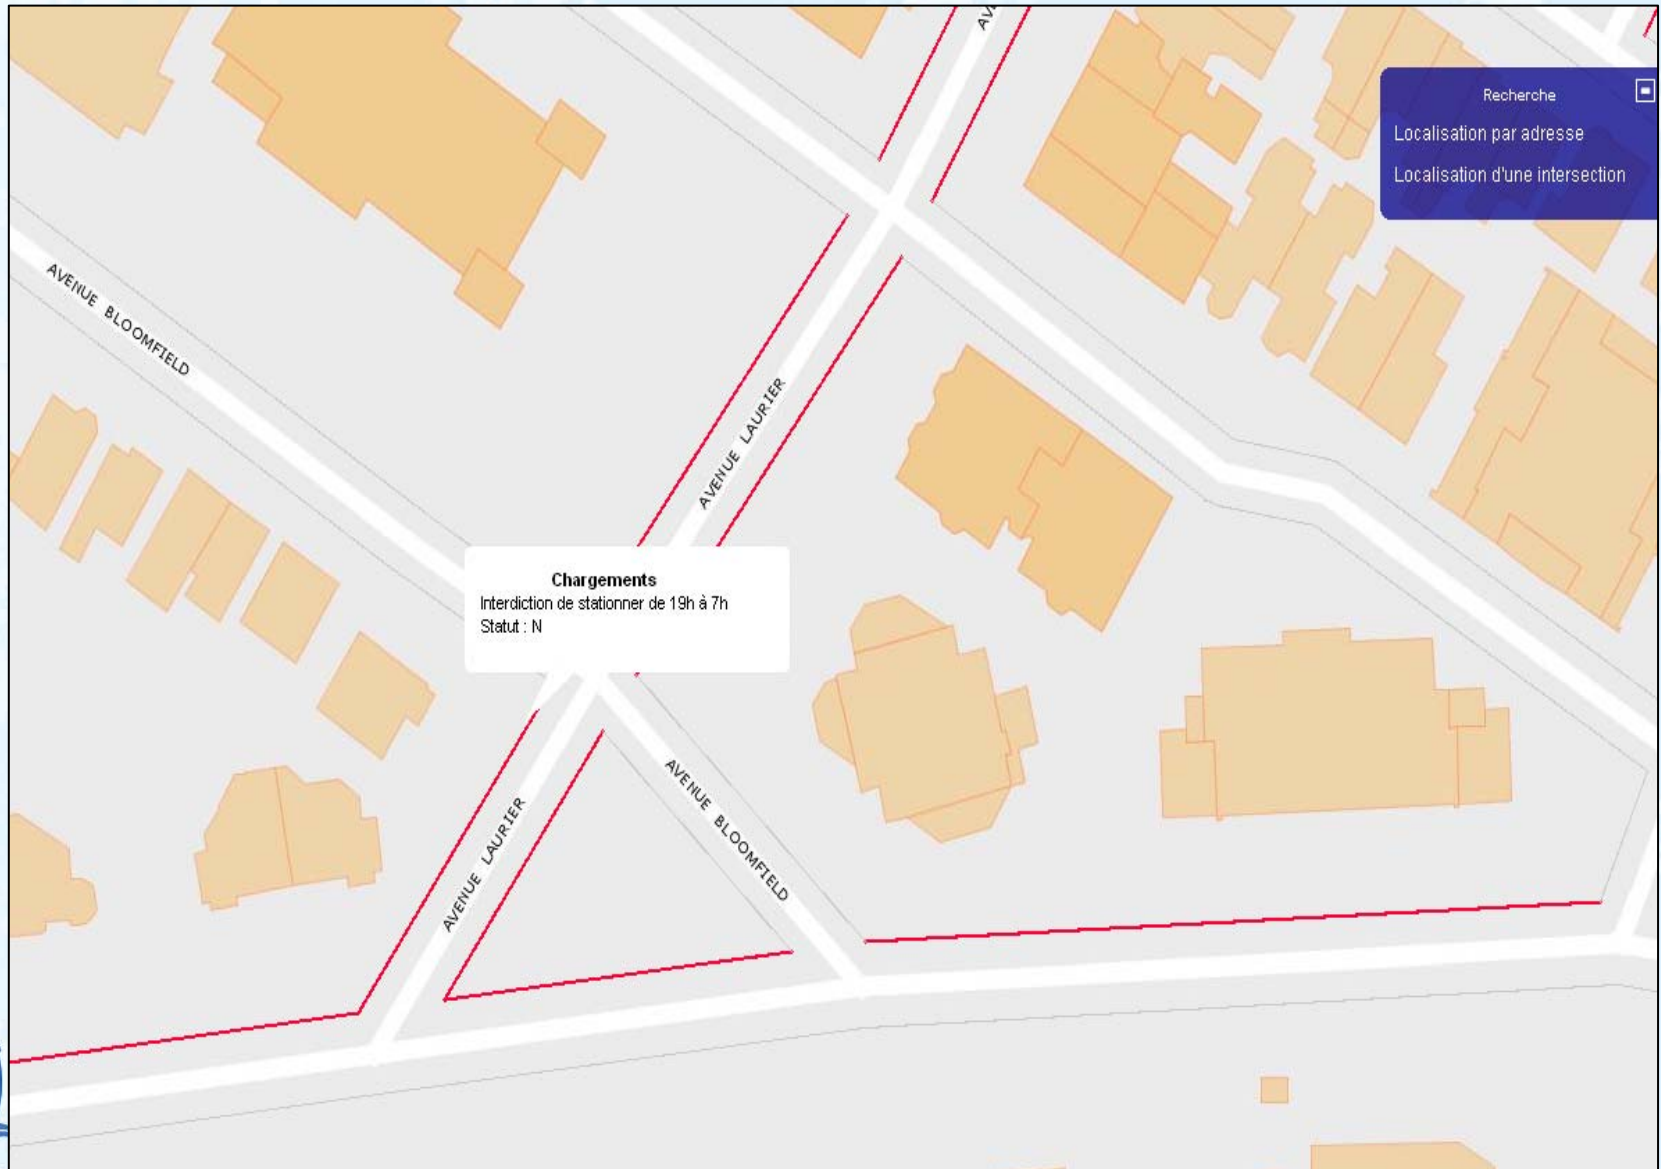 AV
Recherche
Localisation par adresse
Localisation d'une intersection
AVENUE BLOOMFIELD
AVENUE LAURIER
Chargements
Interdiction de stationner de 19h à 7h
Statut : N
AVENUE LAURIER
AVENUE BLOOMFIELD